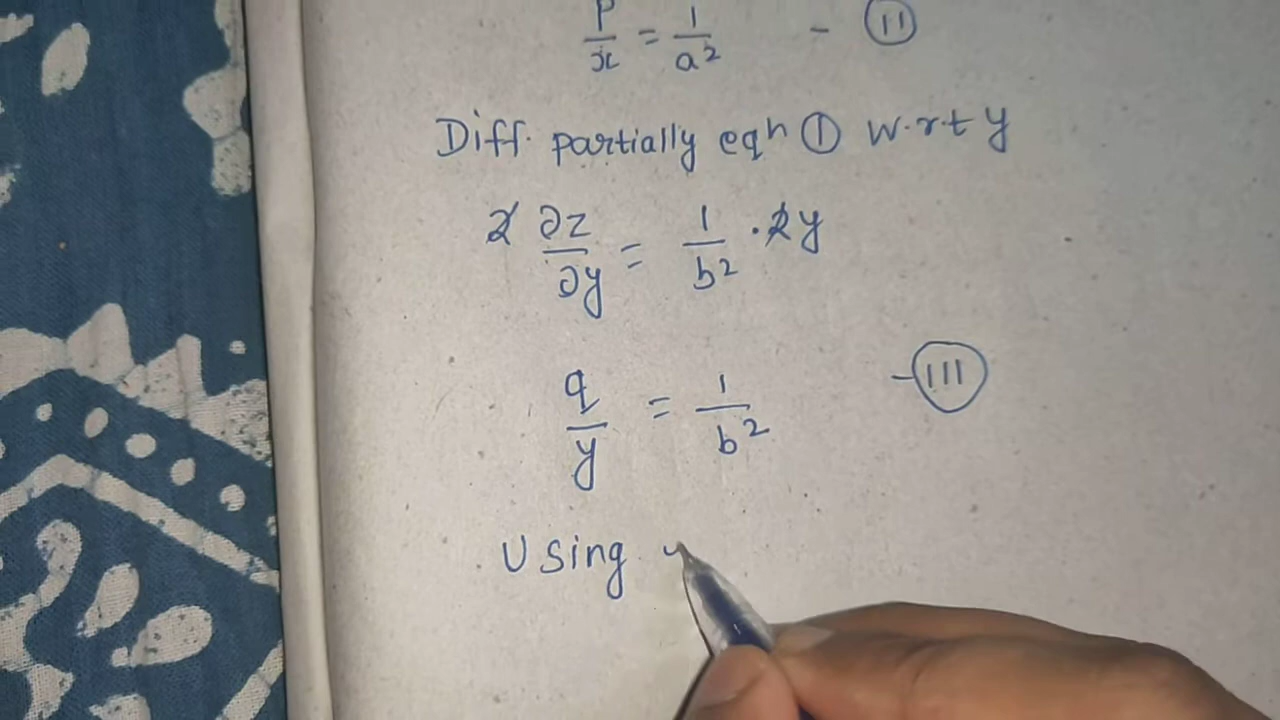 p/x = 1/a² - (II)
Diff. partially eqn (1) w.r.t y
2 ∂z/∂y = 1/b² · 2y
q/y = 1/b² - (III)
Using